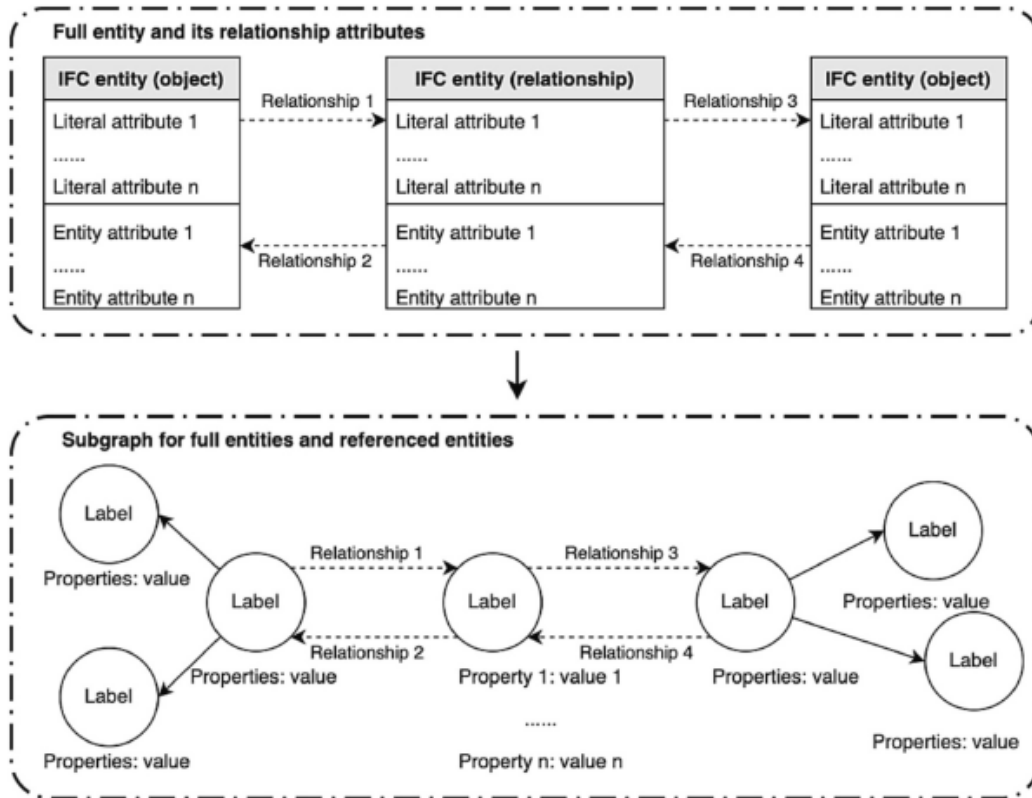 Full entity and its relationship attributes
IFC entity (object)
Literal attribute 1
......
Literal attribute n
Entity attribute 1
......
Entity attribute n
Relationship 1
Relationship 2
IFC entity (relationship)
Literal attribute 1
......
Literal attribute n
Entity attribute 1
......
Entity attribute n
Relationship 3
Relationship 4
IFC entity (object)
Literal attribute 1
......
Literal attribute n
Entity attribute 1
......
Entity attribute n
Subgraph for full entities and referenced entities
Label
Properties: value
Label
Properties: value
Label
Properties: value
Relationship 1
Relationship 2
Label
Property 1: value 1
......
Property n: value n
Relationship 3
Relationship 4
Label
Properties: value
Label
Properties: value
Label
Properties: value